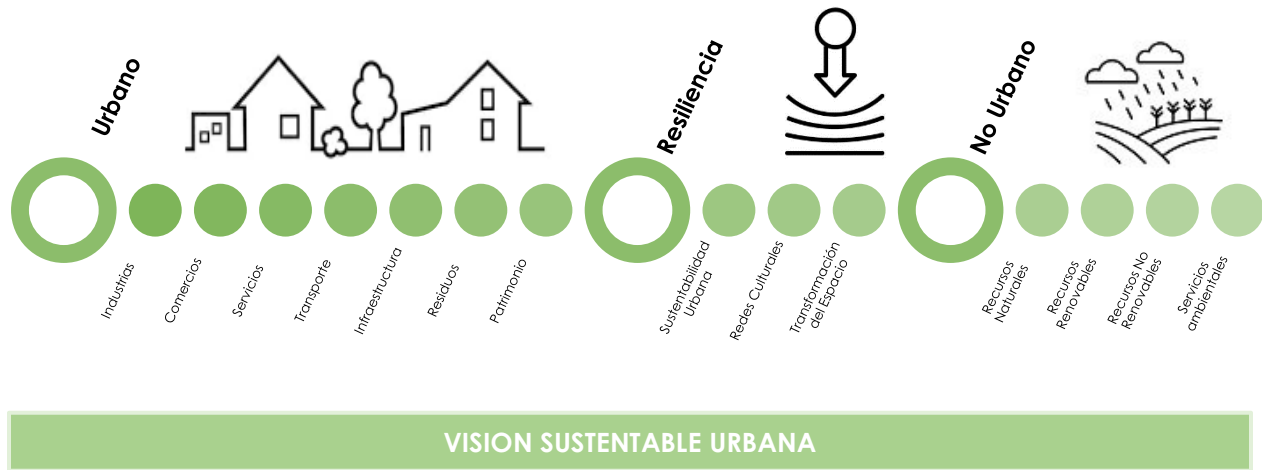 Urbano
Industrias
Comercios
Servicios
Transporte
Infraestructura
Residuos
Patrimonio
Resiliencia
Sustentabilidad
Urbana
Redes Culturales
Transformación
del Espacio
No Urbano
Recursos
Naturales
Recursos
Renovables
Recursos No
Renovables
Servicios
ambientales
VISION SUSTENTABLE URBANA